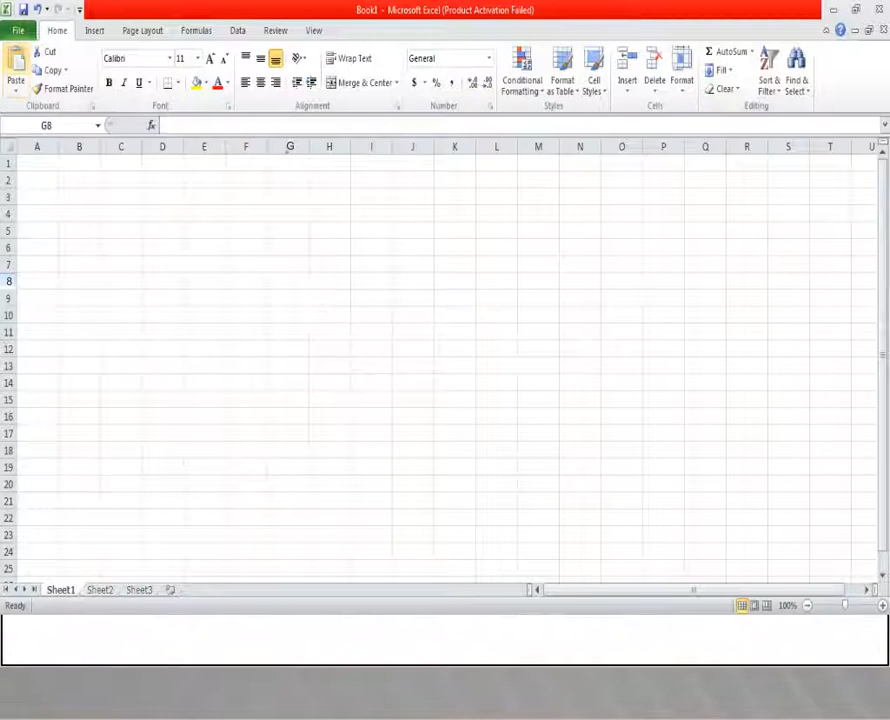 Book1 - Microsoft Excel (Product Activation Failed)
File Home Insert Page Layout Formulas Data Review View
Paste
Cut
Copy
Format Painter
Clipboard
Calibri 11
B I U
Font
Wrap Text
Merge & Center
Alignment
General
$ % ,
Number
Conditional Formatting
Format as Table
Cell Styles
Styles
Insert Delete Format
Cells
Σ AutoSum
Fill
Clear
Sort & Filter
Find & Select
Editing
G8 fx
A B C D E F G H I J K L M N O P Q R S T U
1
2
3
4
5
6
7
8
9
10
11
12
13
14
15
16
17
18
19
20
21
22
23
24
25
Sheet1 Sheet2 Sheet3
Ready 100%